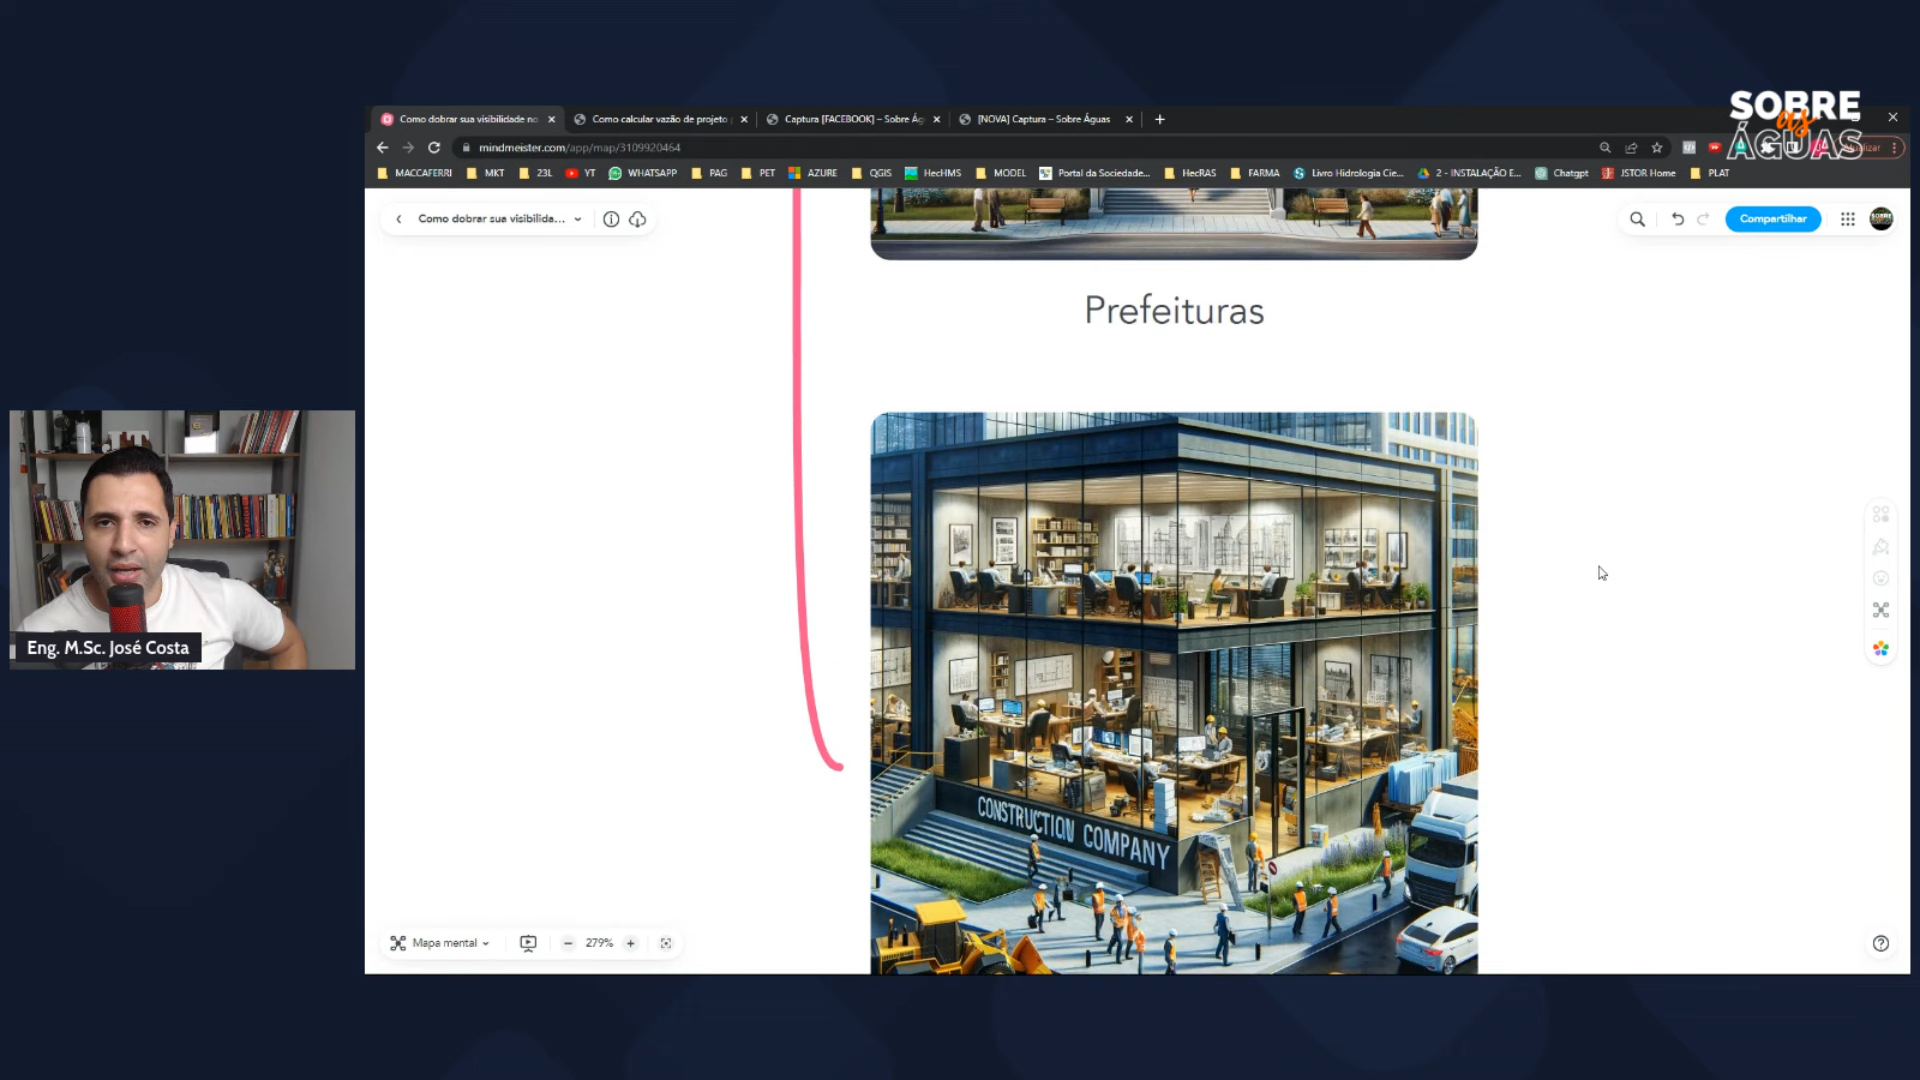 SOBRE
as
ÁGUAS
Como dobrar sua visibilidade no
Como calcular vazão de projeto
Captura [FACEBOOK] – Sobre Ág
[NOVA] Captura – Sobre Águas
mindmeister.com/app/map/3109920464
MACCAFERRI MKT 23L YT WHATSAPP PAG PET AZURE QGIS HecHMS MODEL Portal da Sociedade... HecRAS FARMA Livro Hidrologia Cie... 2 - INSTALAÇÃO E... Chatgpt JSTOR Home PLAT
Como dobrar sua visibilida...
Compartilhar
Prefeituras
CONSTRUCTION COMPANY
Eng. M.Sc. José Costa
Mapa mental
279%